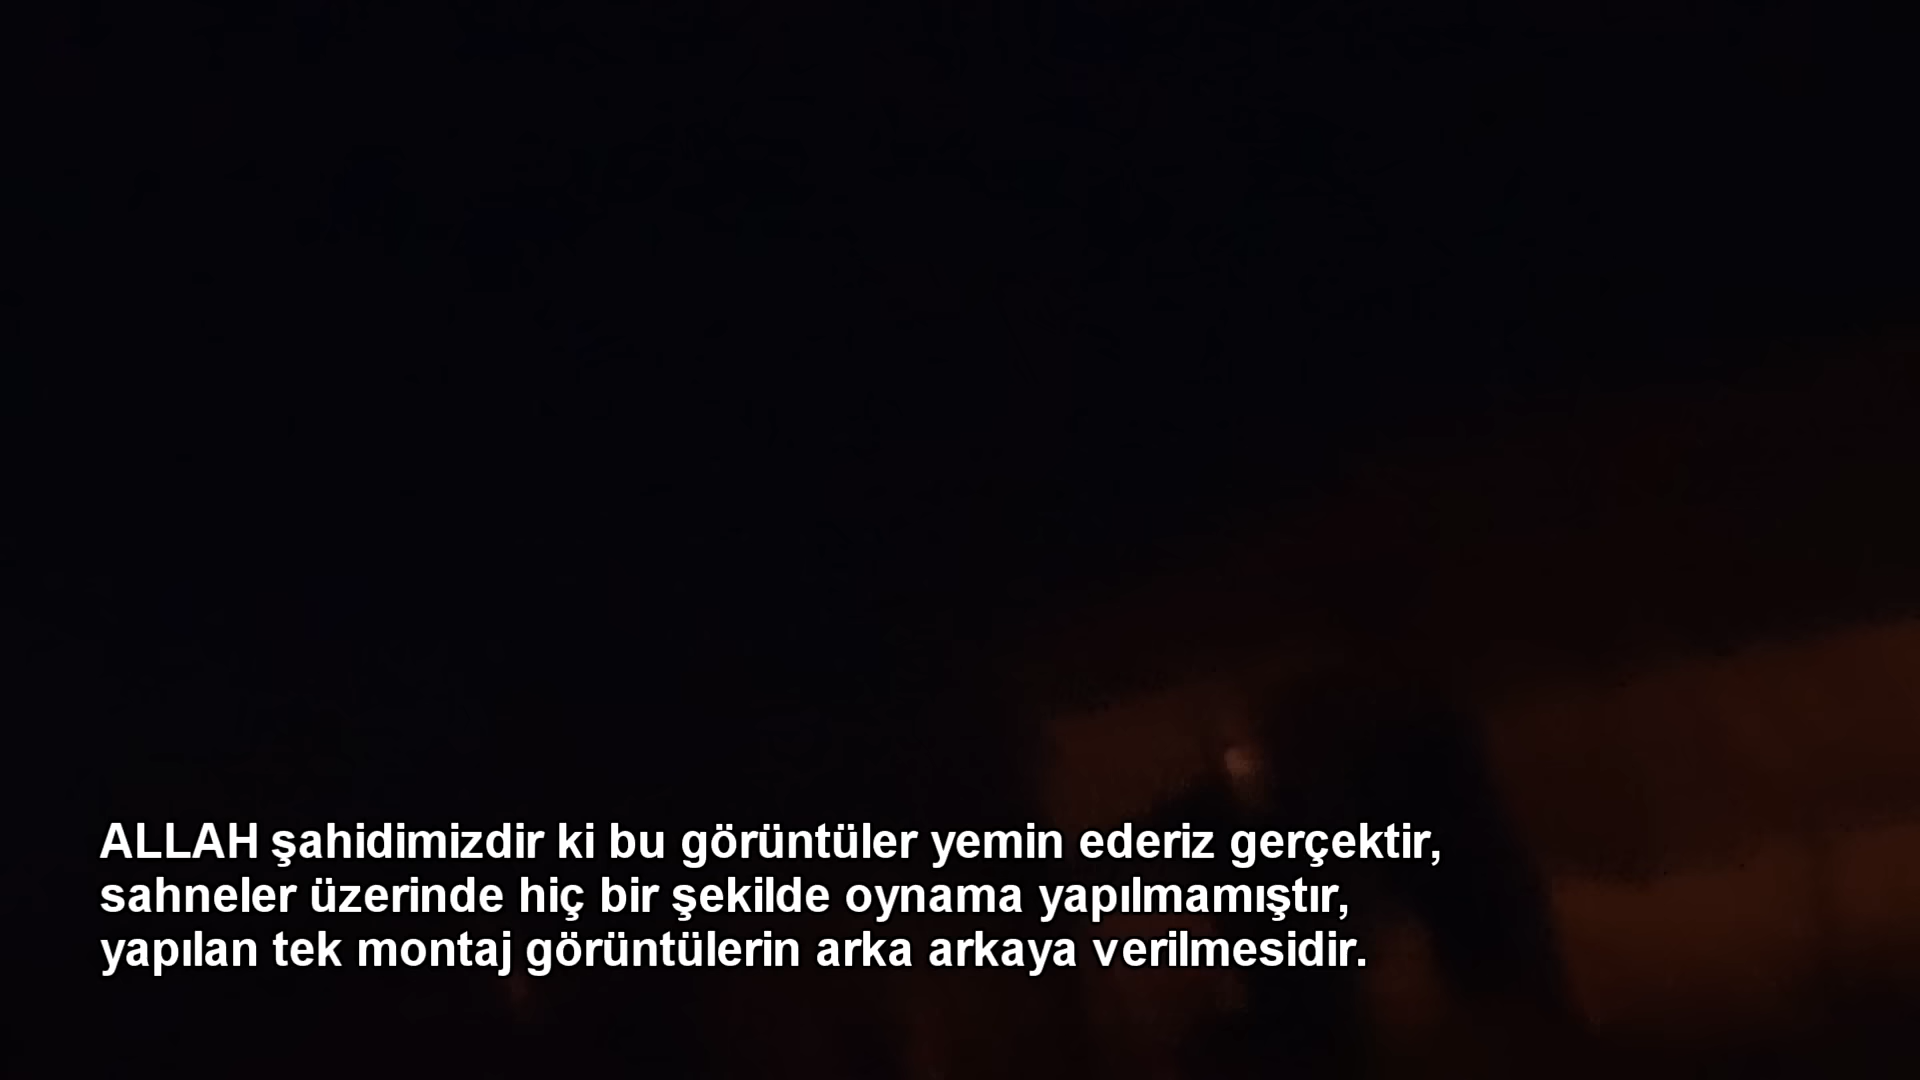 ALLAH şahidimizdir ki bu görüntüler yemin ederiz gerçektir,
sahneler üzerinde hiç bir şekilde oynama yapılmamıştır,
yapılan tek montaj görüntülerin arka arkaya verilmesidir.